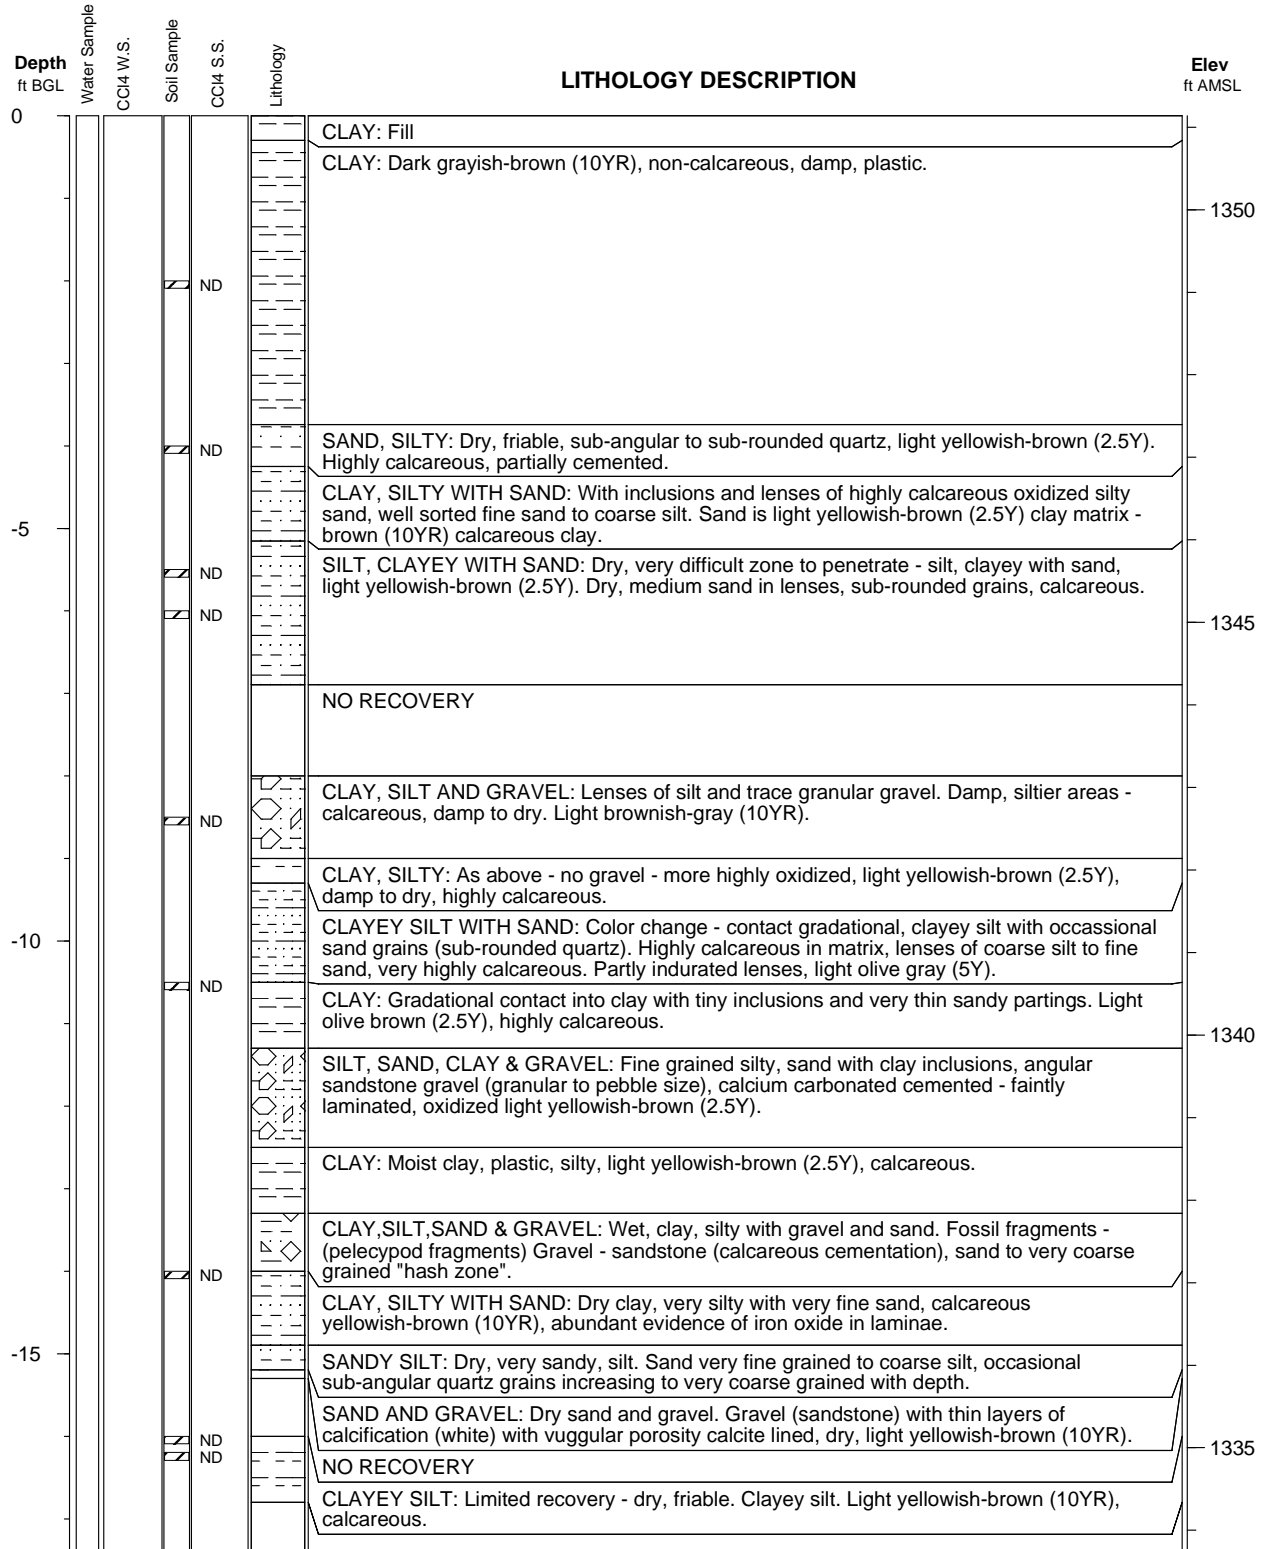 Depth
ft BGL
Water Sample
CCl4 W.S.
Soil Sample
CCl4 S.S.
Lithology
LITHOLOGY DESCRIPTION
Elev
ft AMSL
0
CLAY: Fill
CLAY: Dark grayish-brown (10YR), non-calcareous, damp, plastic.
1350
ND
ND
SAND, SILTY: Dry, friable, sub-angular to sub-rounded quartz, light yellowish-brown (2.5Y).
Highly calcareous, partially cemented.
CLAY, SILTY WITH SAND: With inclusions and lenses of highly calcareous oxidized silty
sand, well sorted fine sand to coarse silt. Sand is light yellowish-brown (2.5Y) clay matrix -
brown (10YR) calcareous clay.
-5
SILT, CLAYEY WITH SAND: Dry, very difficult zone to penetrate - silt, clayey with sand,
light yellowish-brown (2.5Y). Dry, medium sand in lenses, sub-rounded grains, calcareous.
ND
ND
1345
NO RECOVERY
CLAY, SILT AND GRAVEL: Lenses of silt and trace granular gravel. Damp, siltier areas -
calcareous, damp to dry. Light brownish-gray (10YR).
ND
CLAY, SILTY: As above - no gravel - more highly oxidized, light yellowish-brown (2.5Y),
damp to dry, highly calcareous.
CLAYEY SILT WITH SAND: Color change - contact gradational, clayey silt with occassional
sand grains (sub-rounded quartz). Highly calcareous in matrix, lenses of coarse silt to fine
sand, very highly calcareous. Partly indurated lenses, light olive gray (5Y).
-10
ND
CLAY: Gradational contact into clay with tiny inclusions and very thin sandy partings. Light
olive brown (2.5Y), highly calcareous.
1340
SILT, SAND, CLAY & GRAVEL: Fine grained silty, sand with clay inclusions, angular
sandstone gravel (granular to pebble size), calcium carbonated cemented - faintly
laminated, oxidized light yellowish-brown (2.5Y).
CLAY: Moist clay, plastic, silty, light yellowish-brown (2.5Y), calcareous.
CLAY,SILT,SAND & GRAVEL: Wet, clay, silty with gravel and sand. Fossil fragments -
(pelecypod fragments) Gravel - sandstone (calcareous cementation), sand to very coarse
grained "hash zone".
ND
CLAY, SILTY WITH SAND: Dry clay, very silty with very fine sand, calcareous
yellowish-brown (10YR), abundant evidence of iron oxide in laminae.
-15
SANDY SILT: Dry, very sandy, silt. Sand very fine grained to coarse silt, occasional
sub-angular quartz grains increasing to very coarse grained with depth.
SAND AND GRAVEL: Dry sand and gravel. Gravel (sandstone) with thin layers of
calcification (white) with vuggular porosity calcite lined, dry, light yellowish-brown (10YR).
ND
ND
1335
NO RECOVERY
CLAYEY SILT: Limited recovery - dry, friable. Clayey silt. Light yellowish-brown (10YR),
calcareous.